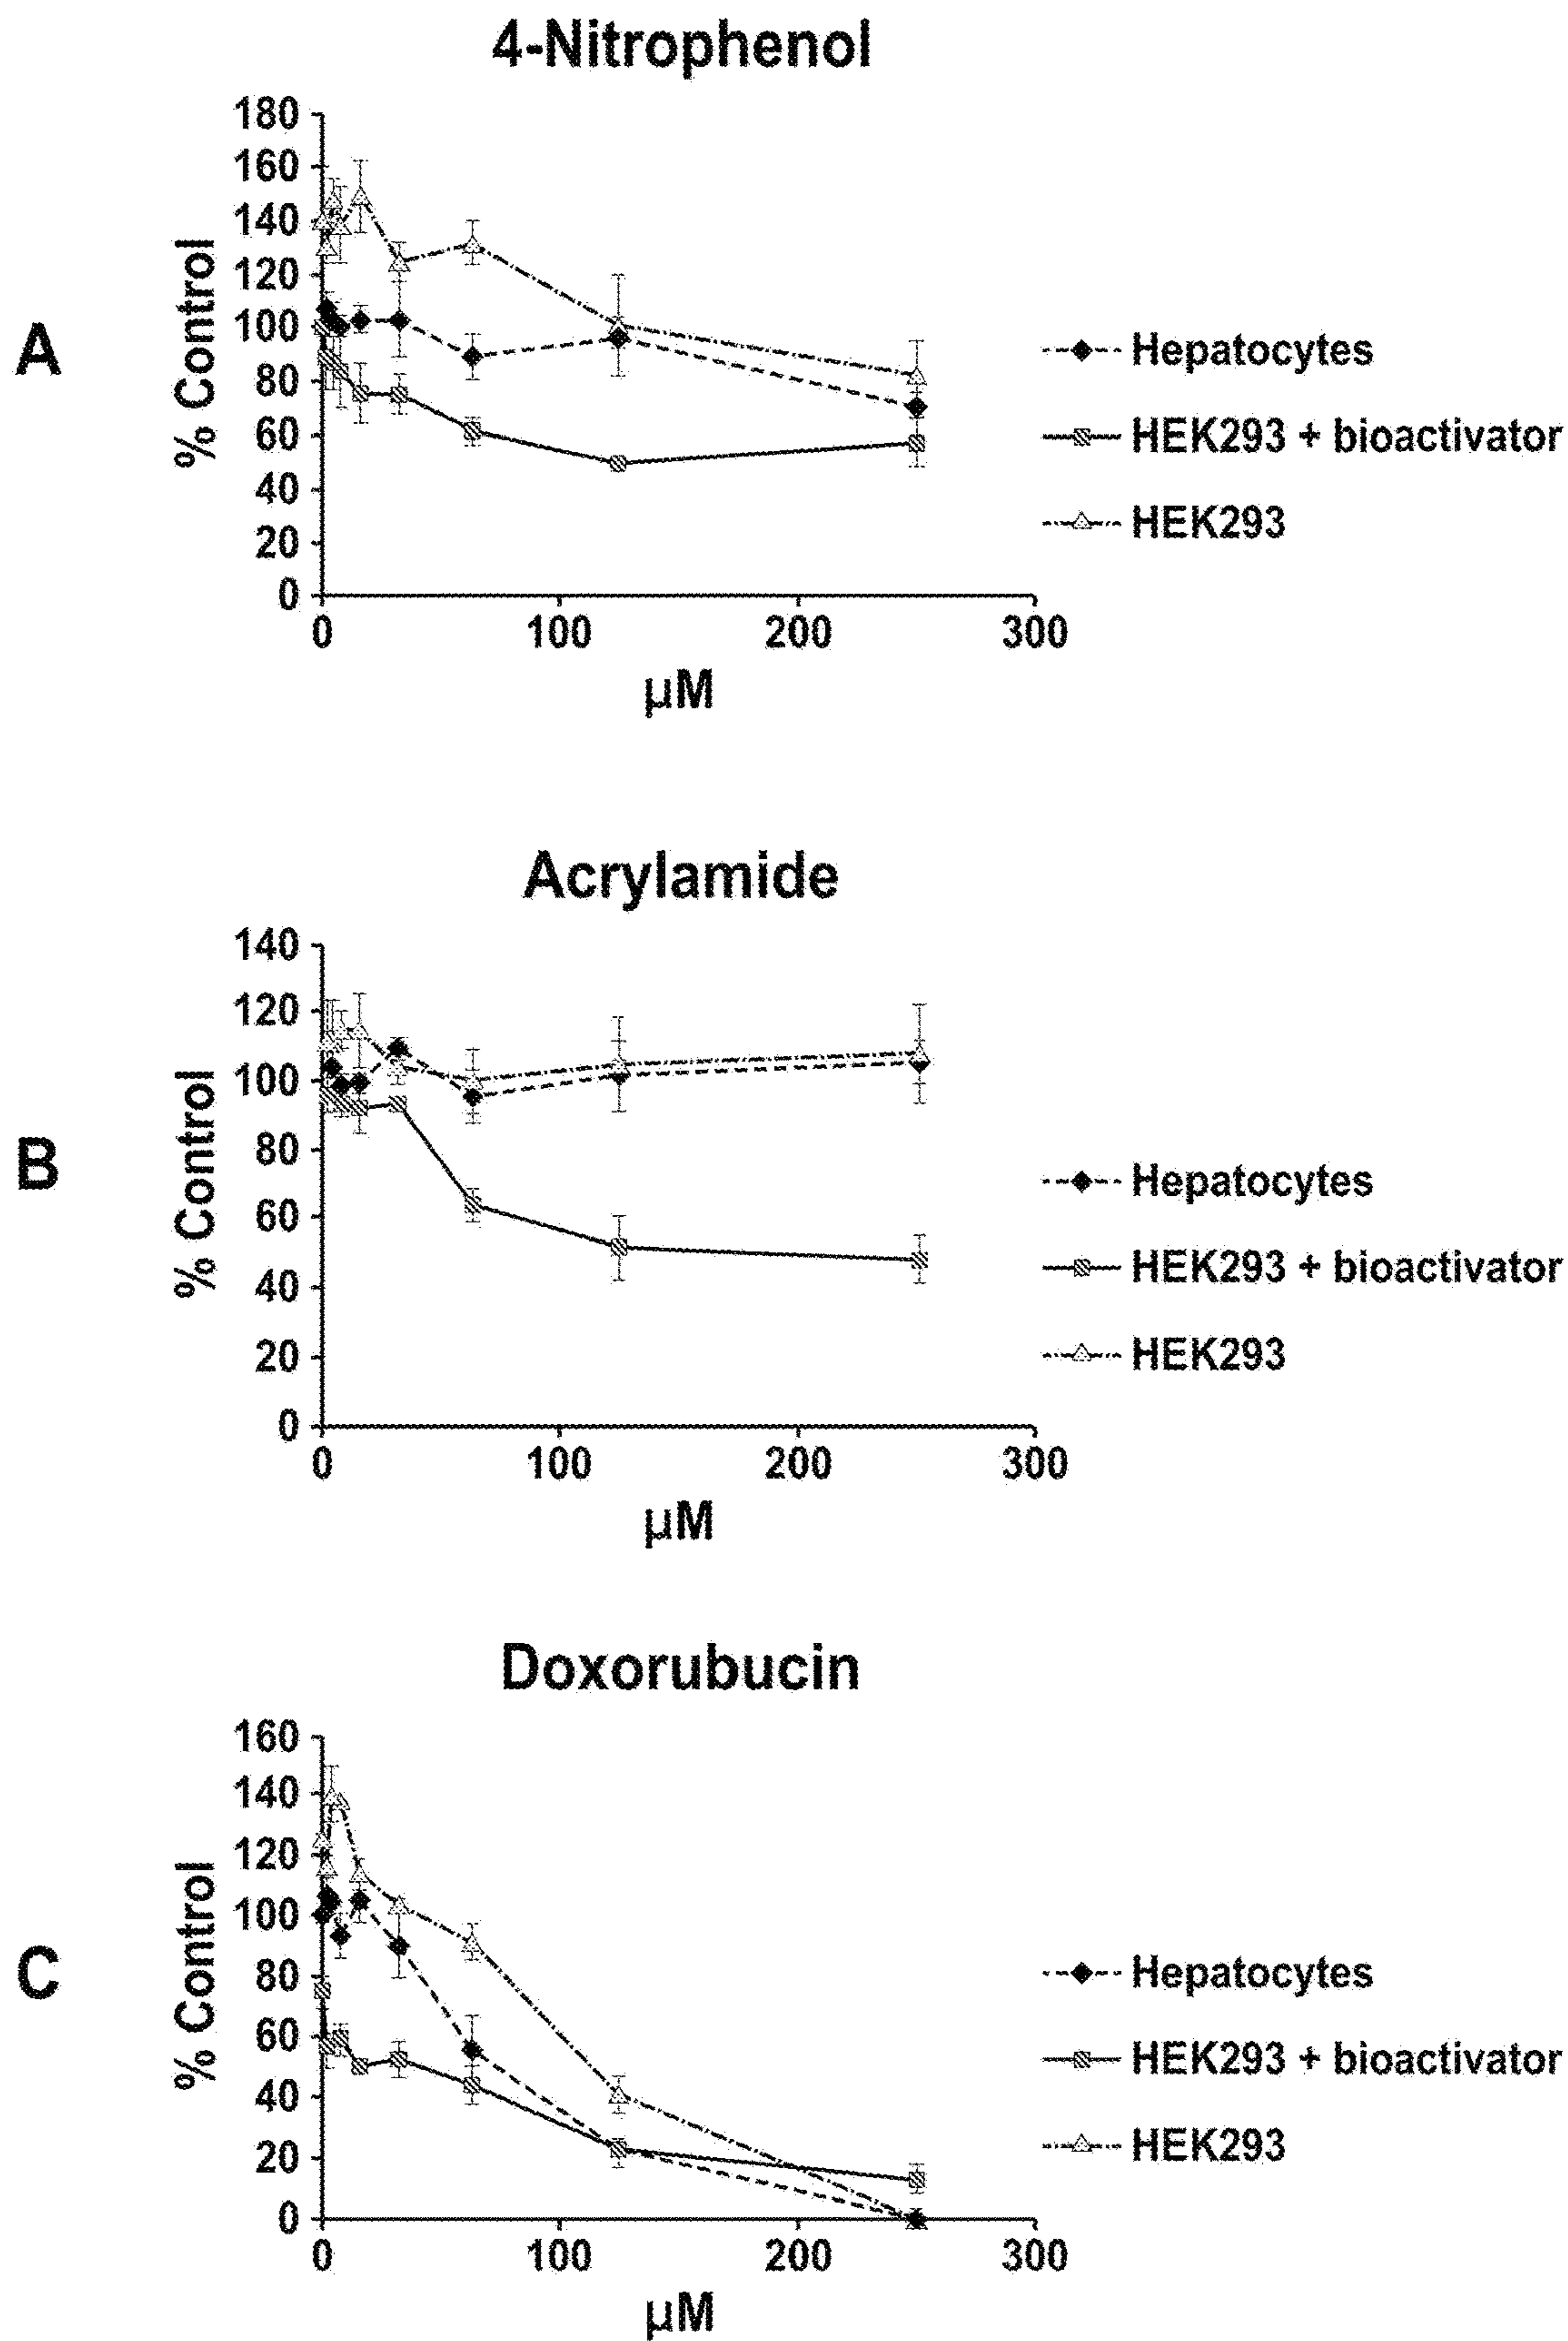 4-Nitrophenol
A
% Control
180
160
140
120
100
80
60
40
20
0
0 100 200 300
µM
Hepatocytes
HEK293 + bioactivator
HEK293
Acrylamide
B
% Control
140
120
100
80
60
40
20
0
0 100 200 300
µM
Hepatocytes
HEK293 + bioactivator
HEK293
Doxorubucin
C
% Control
160
140
120
100
80
60
40
20
0
0 100 200 300
µM
Hepatocytes
HEK293 + bioactivator
HEK293